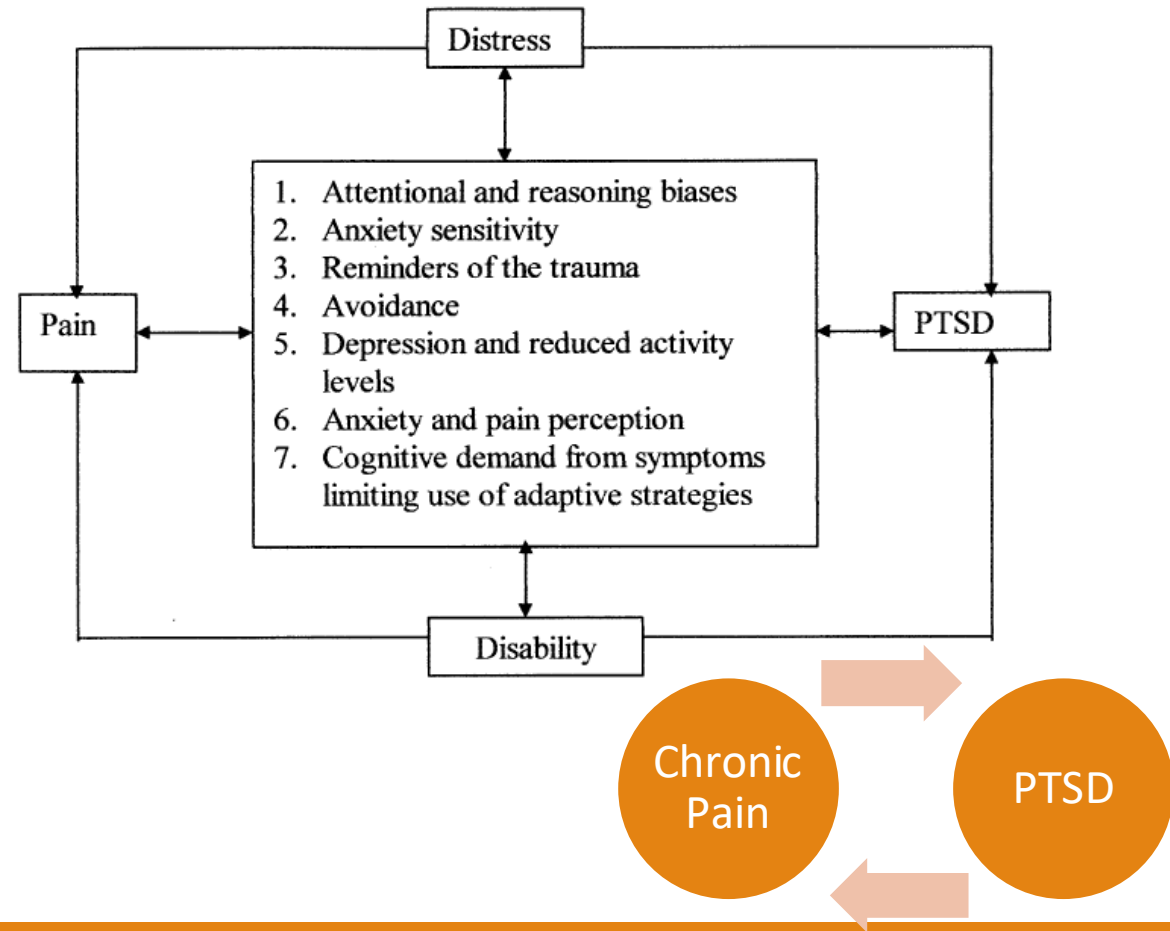 Distress
1. Attentional and reasoning biases
2. Anxiety sensitivity
3. Reminders of the trauma
4. Avoidance
5. Depression and reduced activity
levels
6. Anxiety and pain perception
7. Cognitive demand from symptoms
limiting use of adaptive strategies
Pain
PTSD
Disability
Chronic
Pain
PTSD